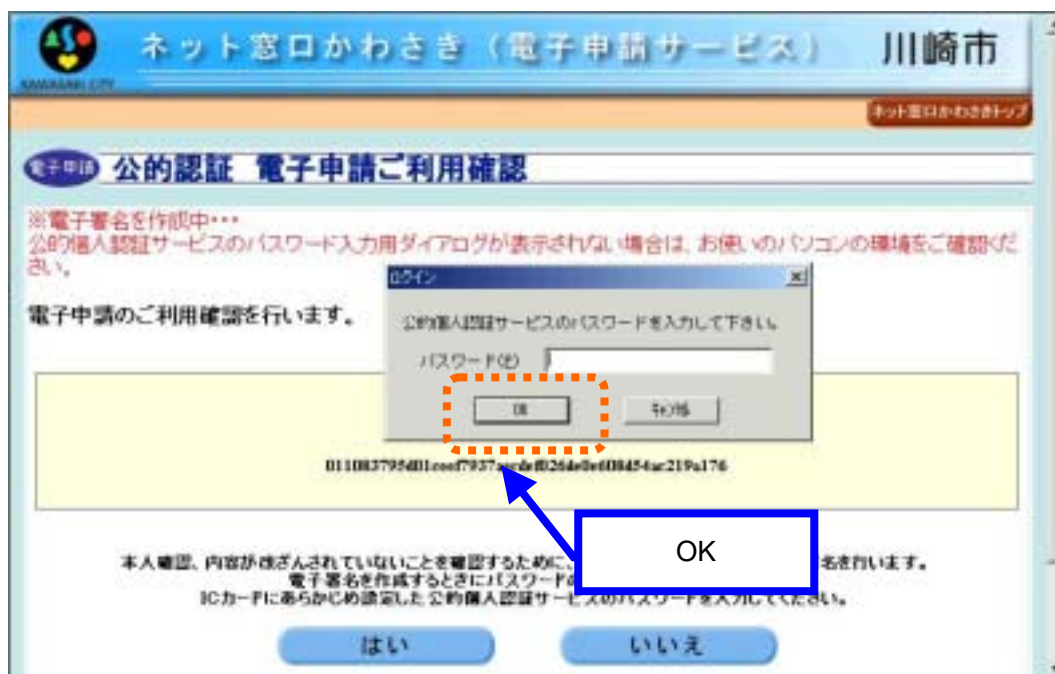 ネット窓口かわさき（電子申請サービス）
川崎市
KAWASAKI CITY
ネット窓口かわさきトップ
電子申請
公的認証 電子申請ご利用確認
※電子署名を作成中・・・
公的個人認証サービスのパスワード入力用ダイアログが表示されない場合は、お使いのパソコンの環境をご確認くだ
さい。
電子申請のご利用確認を行います。
ログイン
公的個人認証サービスのパスワードを入力して下さい。
パスワード(P)
OK
キャンセル
OK
本人確認、内容が改ざんされていないことを確認するために、
名を行います。
電子署名を作成するときにパスワードの
ICカードにあらかじめ設定した公的個人認証サービスのパスワードを入力してください。
はい
いいえ